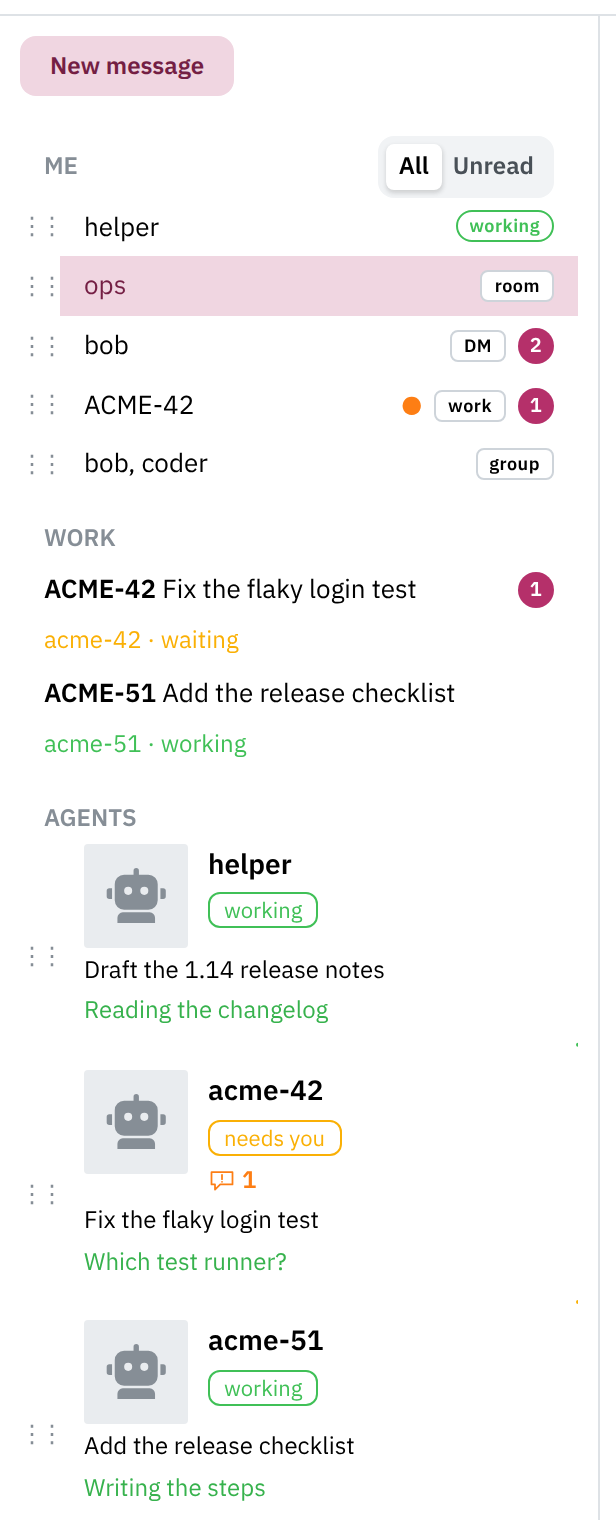 New message
ME All Unread
helper working
ops room
bob DM 2
ACME-42 work 1
bob, coder group
WORK
ACME-42 Fix the flaky login test 1
acme-42 · waiting
ACME-51 Add the release checklist
acme-51 · working
AGENTS
helper
working
Draft the 1.14 release notes
Reading the changelog
acme-42
needs you
1
Fix the flaky login test
Which test runner?
acme-51
working
Add the release checklist
Writing the steps